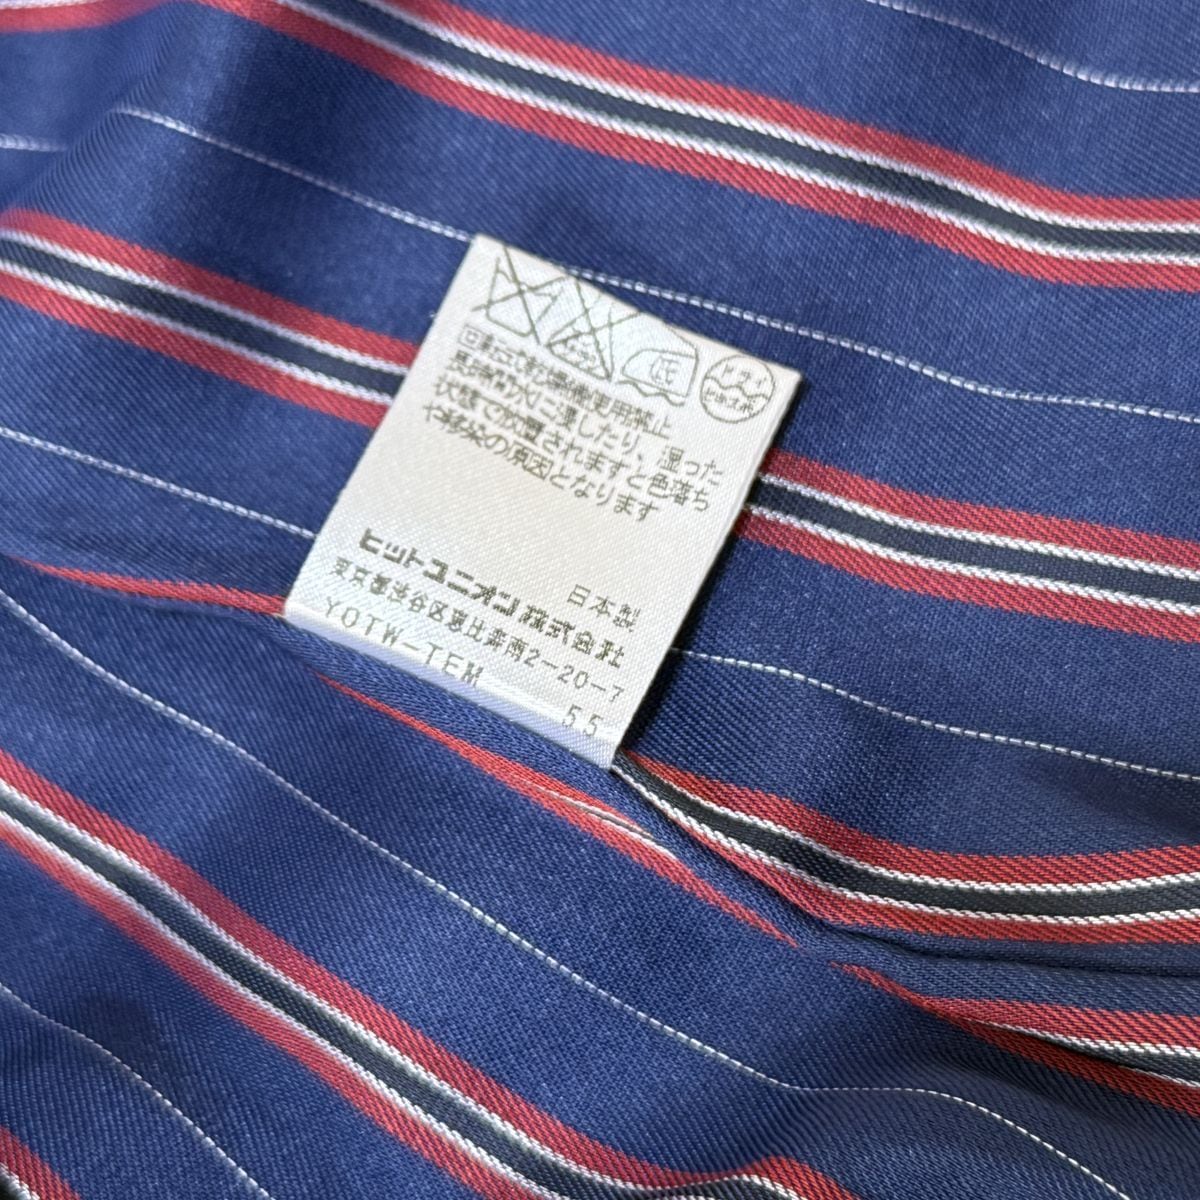 回転式乾燥機使用禁止
長時間水に浸したり、湿った
状態で放置されますと色落ち
や移染の原因となります
日本製
ヒットユニオン株式会社
東京都渋谷区恵比寿南2-20-7
YOTW-TEM 55